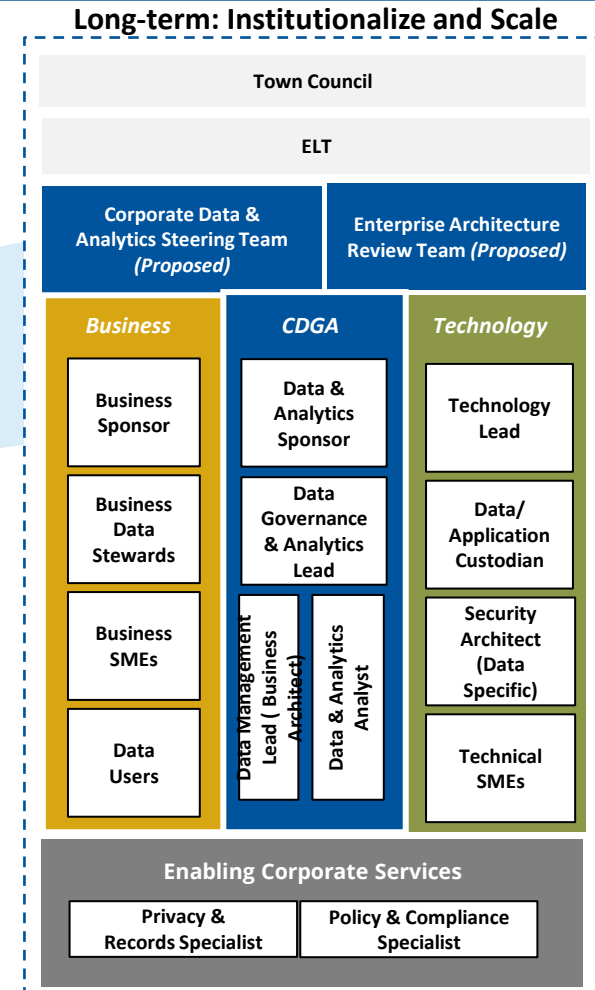 Long-term: Institutionalize and Scale
Town Council
ELT
Corporate Data &
Analytics Steering Team
(Proposed)
Enterprise Architecture
Review Team (Proposed)
Business
Business
Sponsor
Business
Data
Stewards
Business
SMEs
Data
Users
CDGA
Data &
Analytics
Sponsor
Data
Governance
& Analytics
Lead
Data Management
Lead ( Business
Architect)
Data & Analytics
Analyst
Technology
Technology
Lead
Data/
Application
Custodian
Security
Architect
(Data
Specific)
Technical
SMEs
Enabling Corporate Services
Privacy &
Records Specialist
Policy & Compliance
Specialist